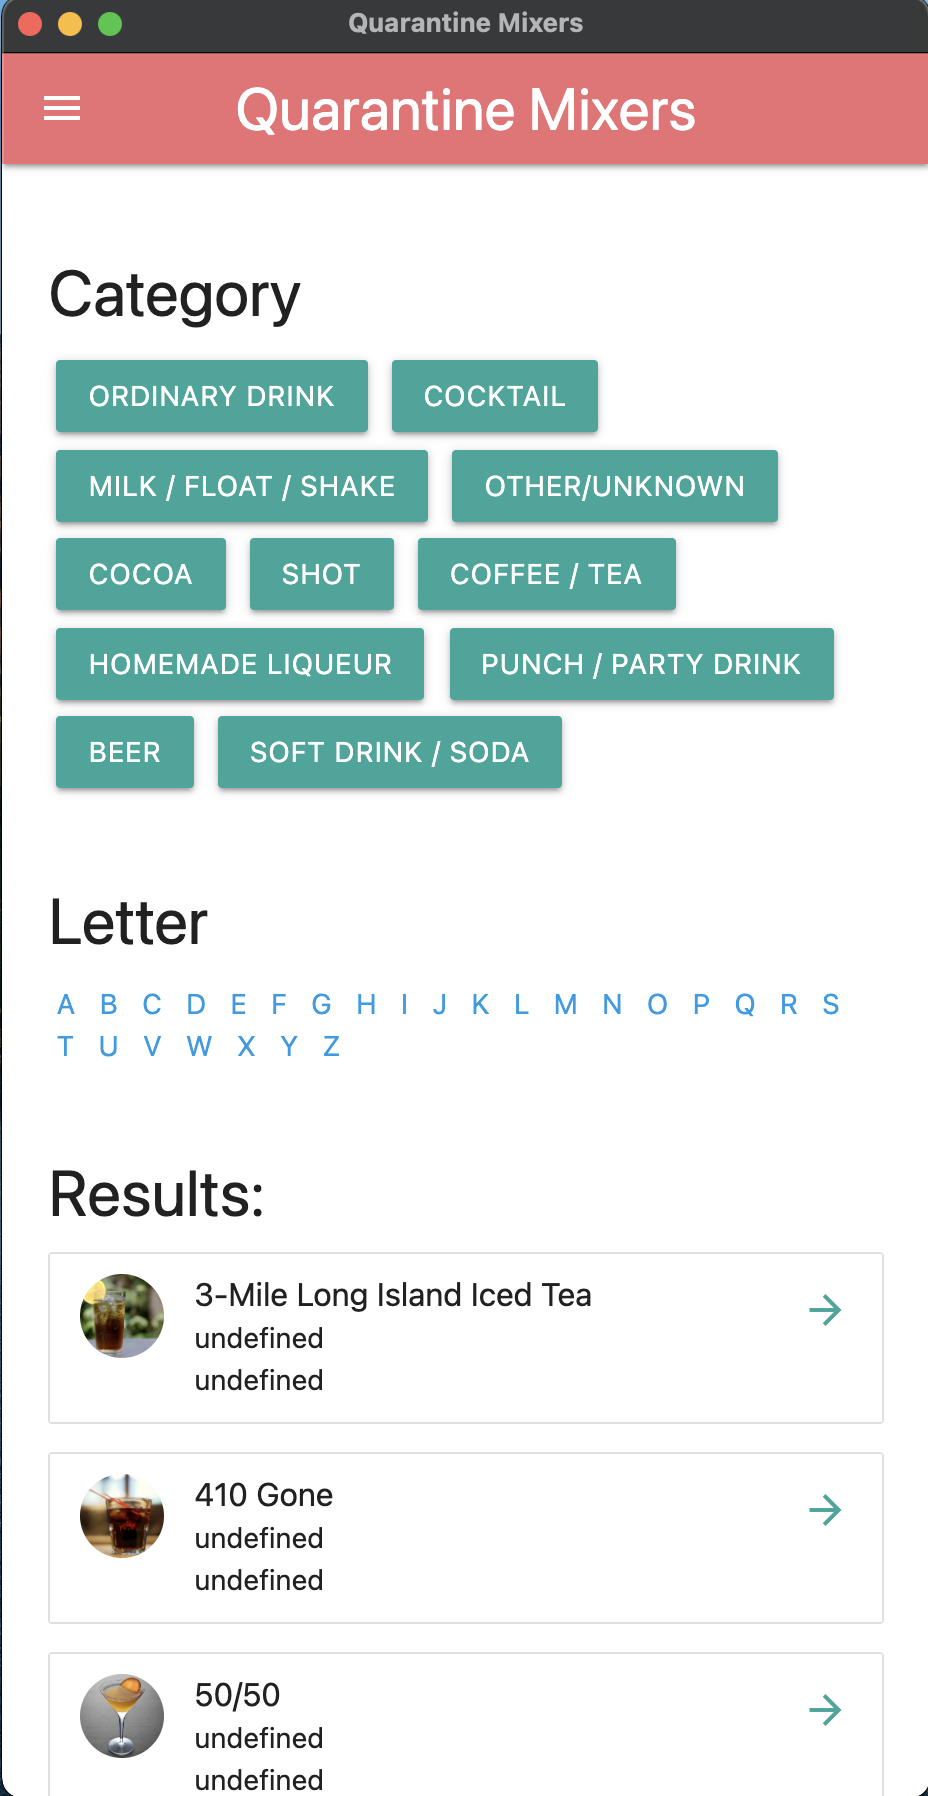 Quarantine Mixers
Quarantine Mixers
Category
ORDINARY DRINK COCKTAIL
MILK / FLOAT / SHAKE OTHER/UNKNOWN
COCOA SHOT COFFEE / TEA
HOMEMADE LIQUEUR PUNCH / PARTY DRINK
BEER SOFT DRINK / SODA
Letter
A B C D E F G H I J K L M N O P Q R S
T U V W X Y Z
Results:
3-Mile Long Island Iced Tea
undefined
undefined
410 Gone
undefined
undefined
50/50
undefined
undefined